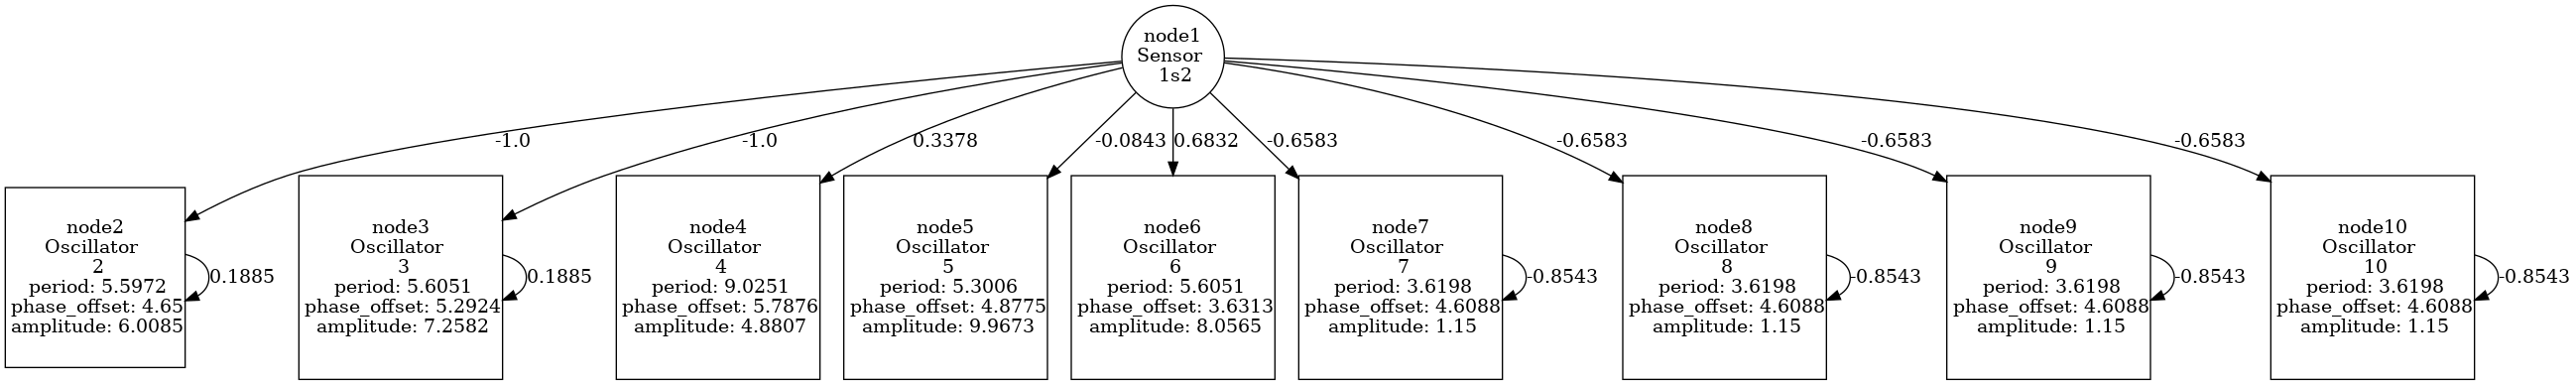 node1
Sensor
1s2
-1.0
-1.0
0.3378
-0.0843
0.6832
-0.6583
-0.6583
-0.6583
-0.6583
node2
Oscillator
2
period: 5.5972
phase_offset: 4.65
amplitude: 6.0085
0.1885
node3
Oscillator
3
period: 5.6051
phase_offset: 5.2924
amplitude: 7.2582
0.1885
node4
Oscillator
4
period: 9.0251
phase_offset: 5.7876
amplitude: 4.8807
node5
Oscillator
5
period: 5.3006
phase_offset: 4.8775
amplitude: 9.9673
node6
Oscillator
6
period: 5.6051
phase_offset: 3.6313
amplitude: 8.0565
node7
Oscillator
7
period: 3.6198
phase_offset: 4.6088
amplitude: 1.15
-0.8543
node8
Oscillator
8
period: 3.6198
phase_offset: 4.6088
amplitude: 1.15
-0.8543
node9
Oscillator
9
period: 3.6198
phase_offset: 4.6088
amplitude: 1.15
-0.8543
node10
Oscillator
10
period: 3.6198
phase_offset: 4.6088
amplitude: 1.15
-0.8543